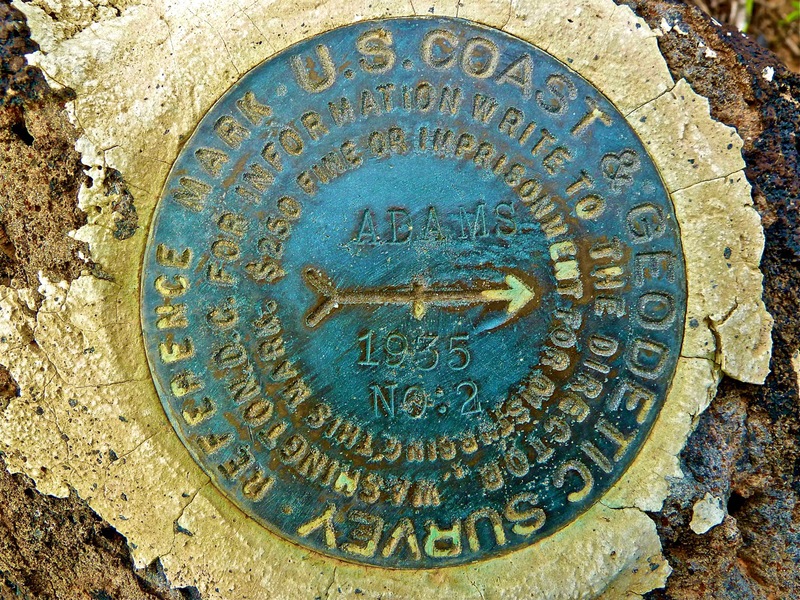 U.S. COAST & GEODETIC SURVEY
REFERENCE MARK
FOR INFORMATION WRITE TO THE DIRECTOR, WASHINGTON, D.C.
$250 FINE OR IMPRISONMENT FOR DISTURBING THIS MARK.
ADAMS
1935
NO:2